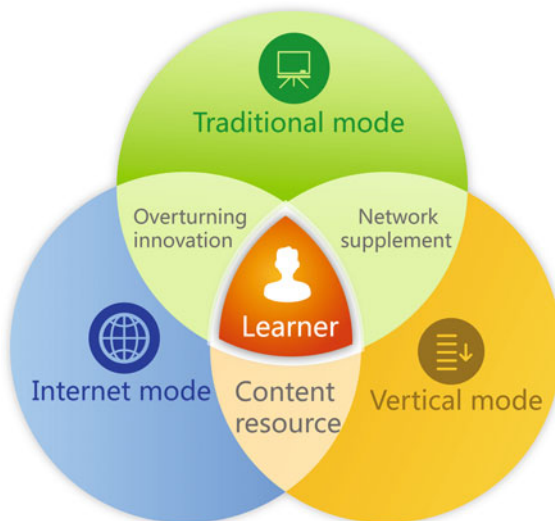 Traditional mode
Overturning
innovation
Network
supplement
Learner
Internet mode
Content
resource
Vertical mode